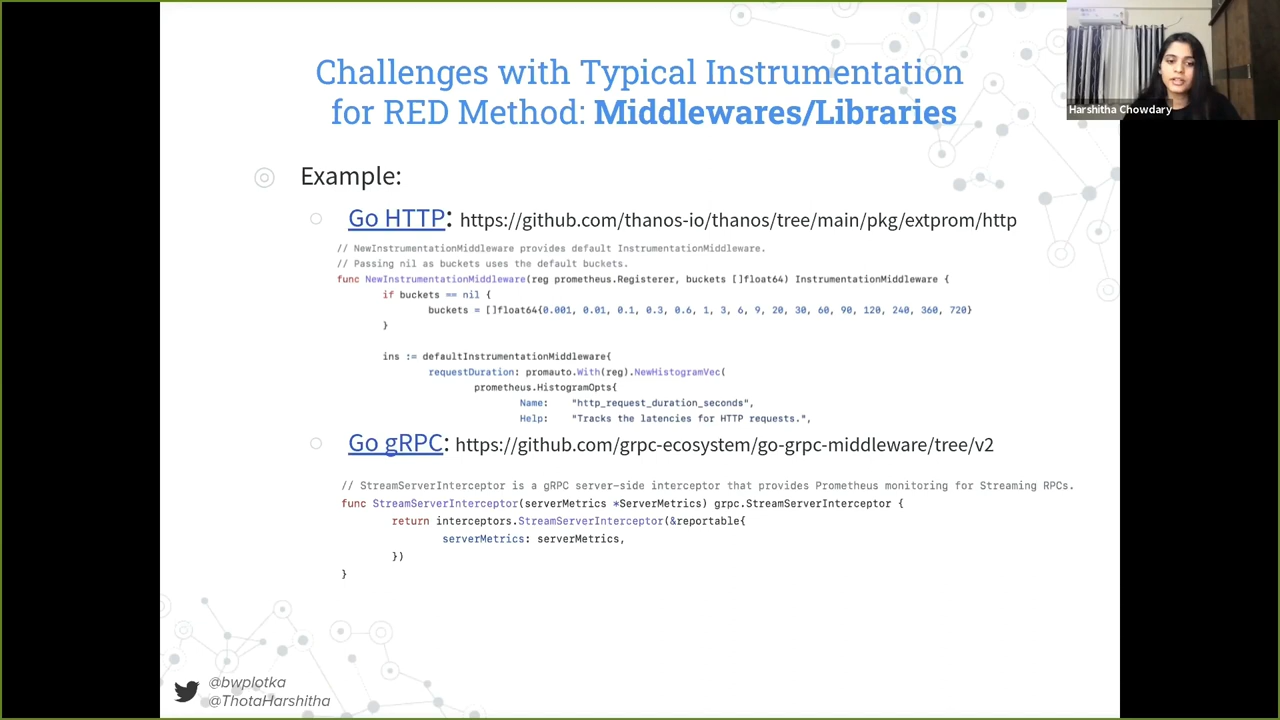 Challenges with Typical Instrumentation
for RED Method: Middlewares/Libraries
Harshitha Chowdary
Example:
Go HTTP: https://github.com/thanos-io/thanos/tree/main/pkg/extprom/http
// NewInstrumentationMiddleware provides default InstrumentationMiddleware.
// Passing nil as buckets uses the default buckets.
func NewInstrumentationMiddleware(reg prometheus.Registerer, buckets []float64) InstrumentationMiddleware {
if buckets == nil {
buckets = []float64{0.001, 0.01, 0.1, 0.3, 0.6, 1, 3, 6, 9, 20, 30, 60, 90, 120, 240, 360, 720}
}
ins := defaultInstrumentationMiddleware{
requestDuration: promauto.With(reg).NewHistogramVec(
prometheus.HistogramOpts{
Name: "http_request_duration_seconds",
Help: "Tracks the latencies for HTTP requests.",
Go gRPC: https://github.com/grpc-ecosystem/go-grpc-middleware/tree/v2
// StreamServerInterceptor is a gRPC server-side interceptor that provides Prometheus monitoring for Streaming RPCs.
func StreamServerInterceptor(serverMetrics *ServerMetrics) grpc.StreamServerInterceptor {
return interceptors.StreamServerInterceptor(&reportable{
serverMetrics: serverMetrics,
})
}
@bwplotka
@ThotaHarshitha